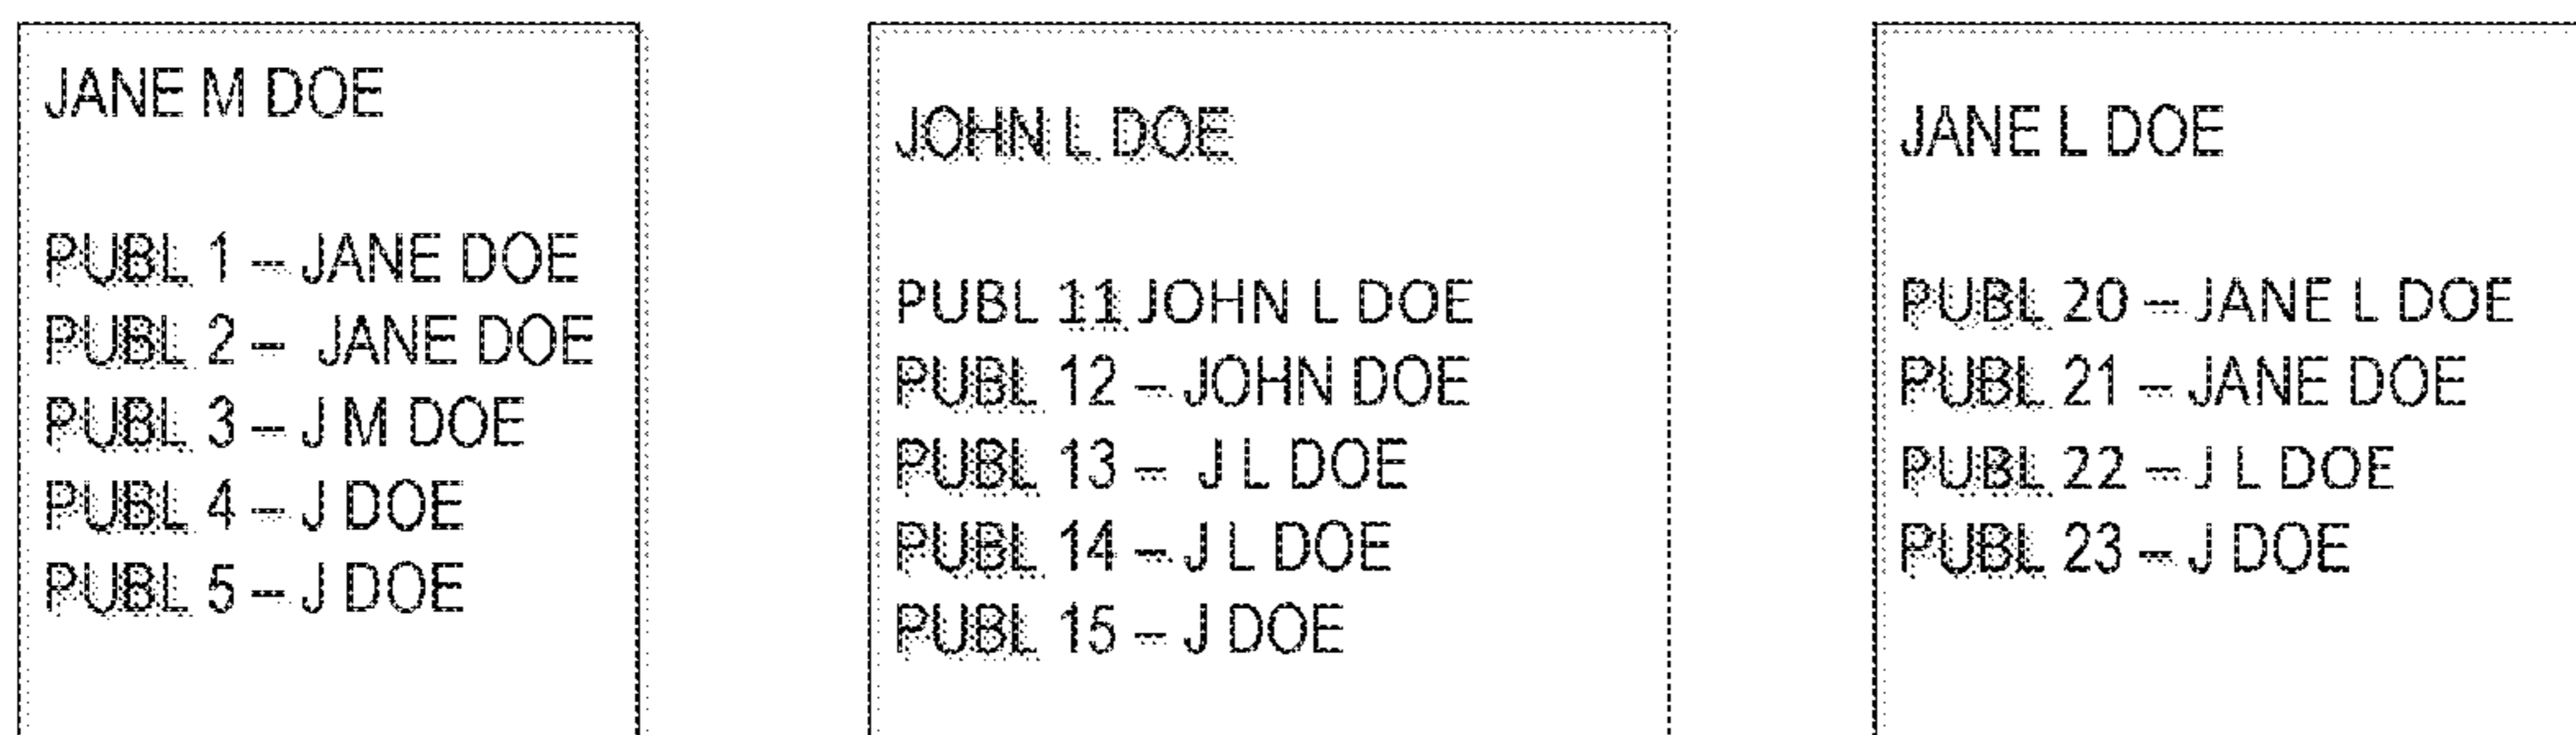 JANE M DOE
PUBL 1 – JANE DOE
PUBL 2 – JANE DOE
PUBL 3 – J M DOE
PUBL 4 – J DOE
PUBL 5 – J DOE
JOHN L DOE
PUBL 11 JOHN L DOE
PUBL 12 – JOHN DOE
PUBL 13 – J L DOE
PUBL 14 – J L DOE
PUBL 15 – J DOE
JANE L DOE
PUBL 20 – JANE L DOE
PUBL 21 – JANE DOE
PUBL 22 – J L DOE
PUBL 23 – J DOE